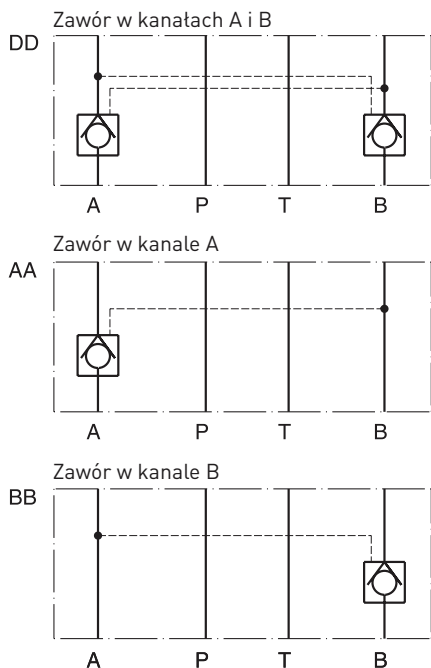 Zawór w kanałach A i B
DD
A P T B
Zawór w kanale A
AA
A P T B
Zawór w kanale B
BB
A P T B